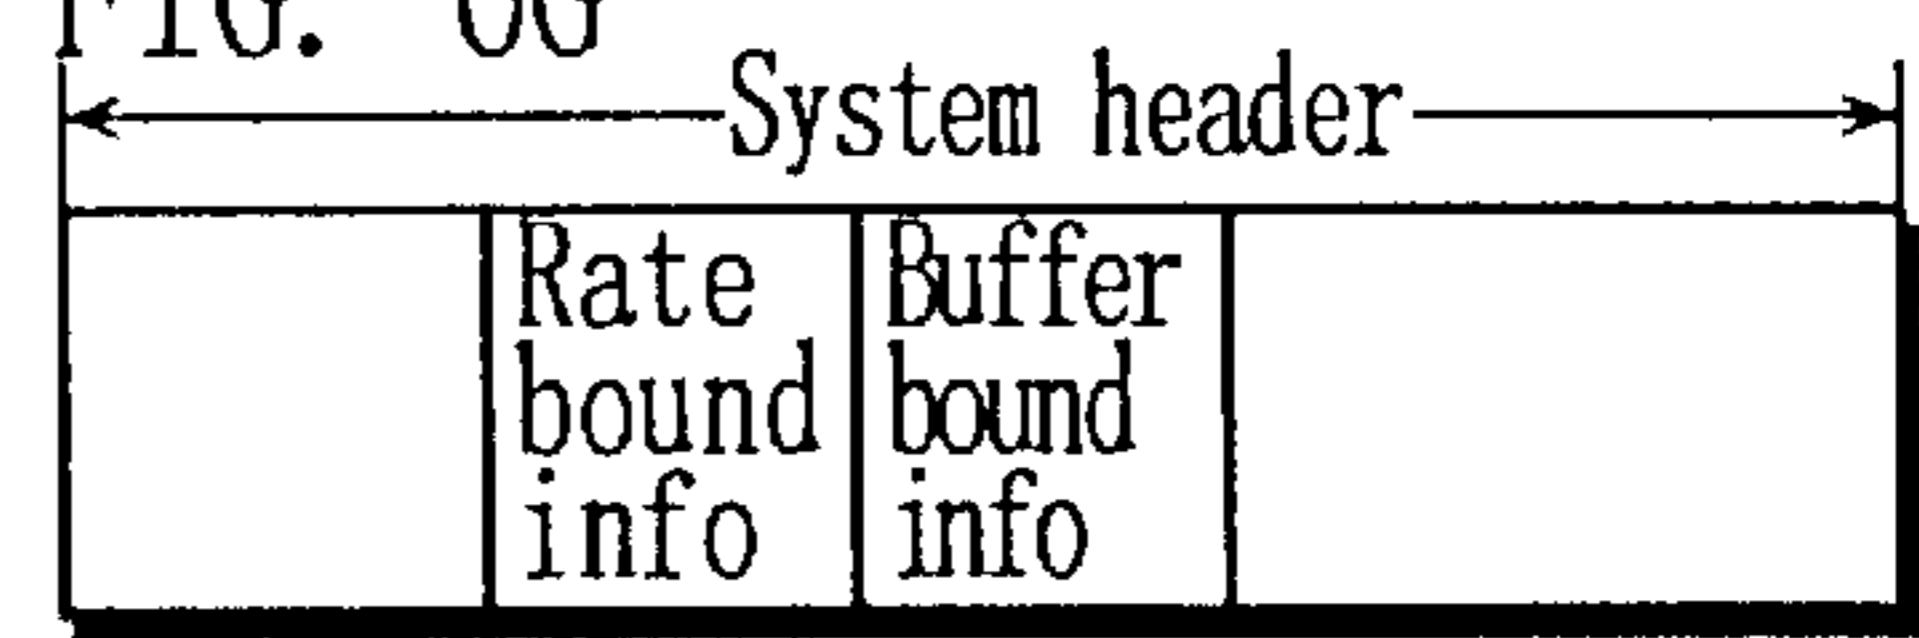 System header
Rate
bound
info
Buffer
bound
info